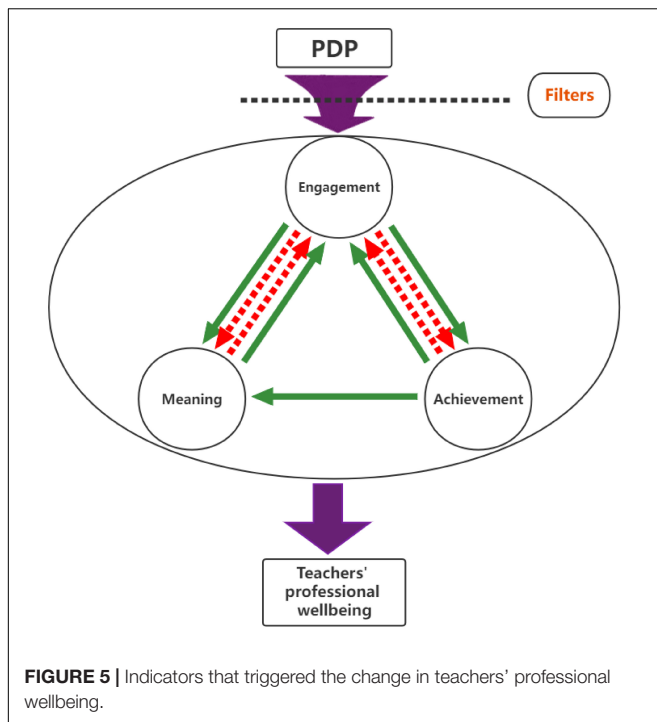 PDP
Filters
Engagement
Meaning
Achievement
Teachers'
professional
wellbeing
FIGURE 5 | Indicators that triggered the change in teachers' professional
wellbeing.